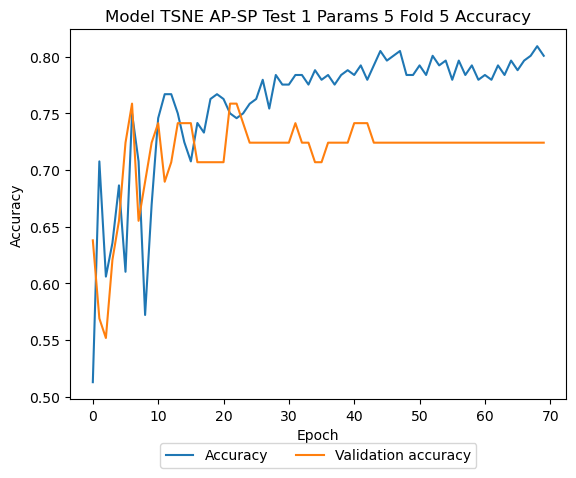 Model TSNE AP-SP Test 1 Params 5 Fold 5 Accuracy
0.80
0.75
0.70
0.65
0.60
0.55
0.50
Accuracy
0 10 20 30 40 50 60 70
Epoch
Accuracy Validation accuracy